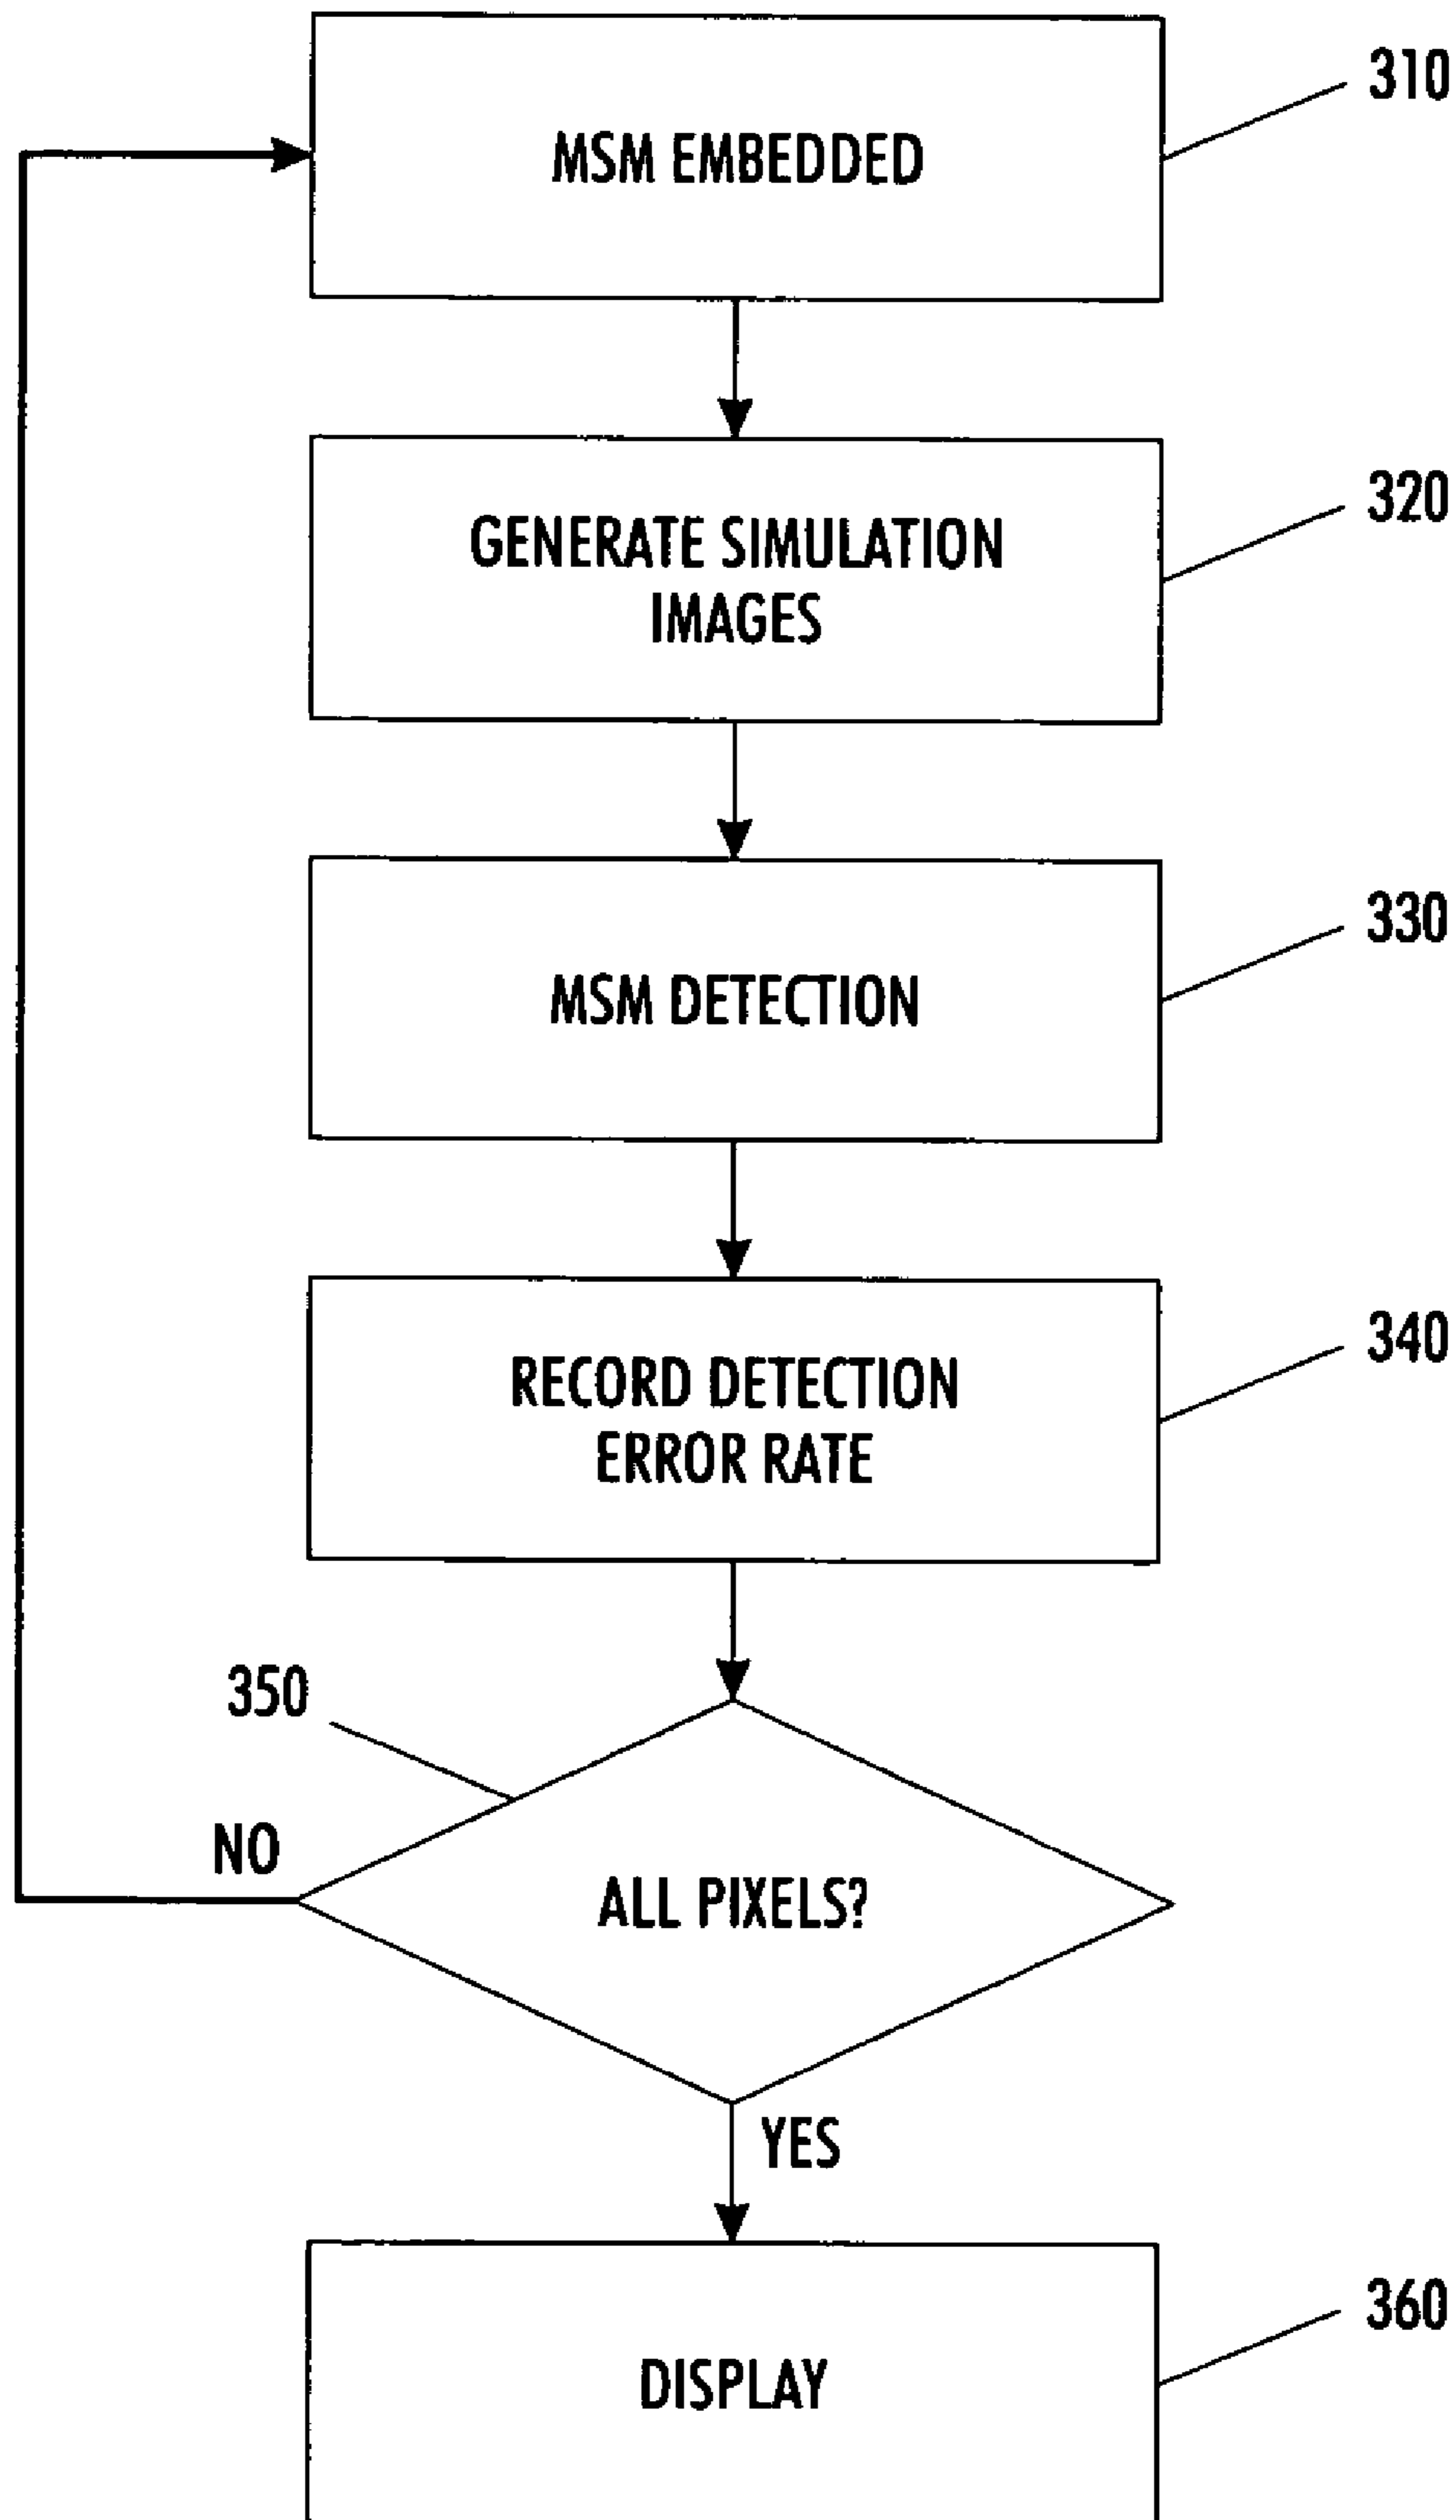 310
MSM EMBEDDED
320
GENERATE SIMULATION
IMAGES
330
MSM DETECTION
340
RECORD DETECTION
ERROR RATE
350
NO
ALL PIXELS?
YES
360
DISPLAY